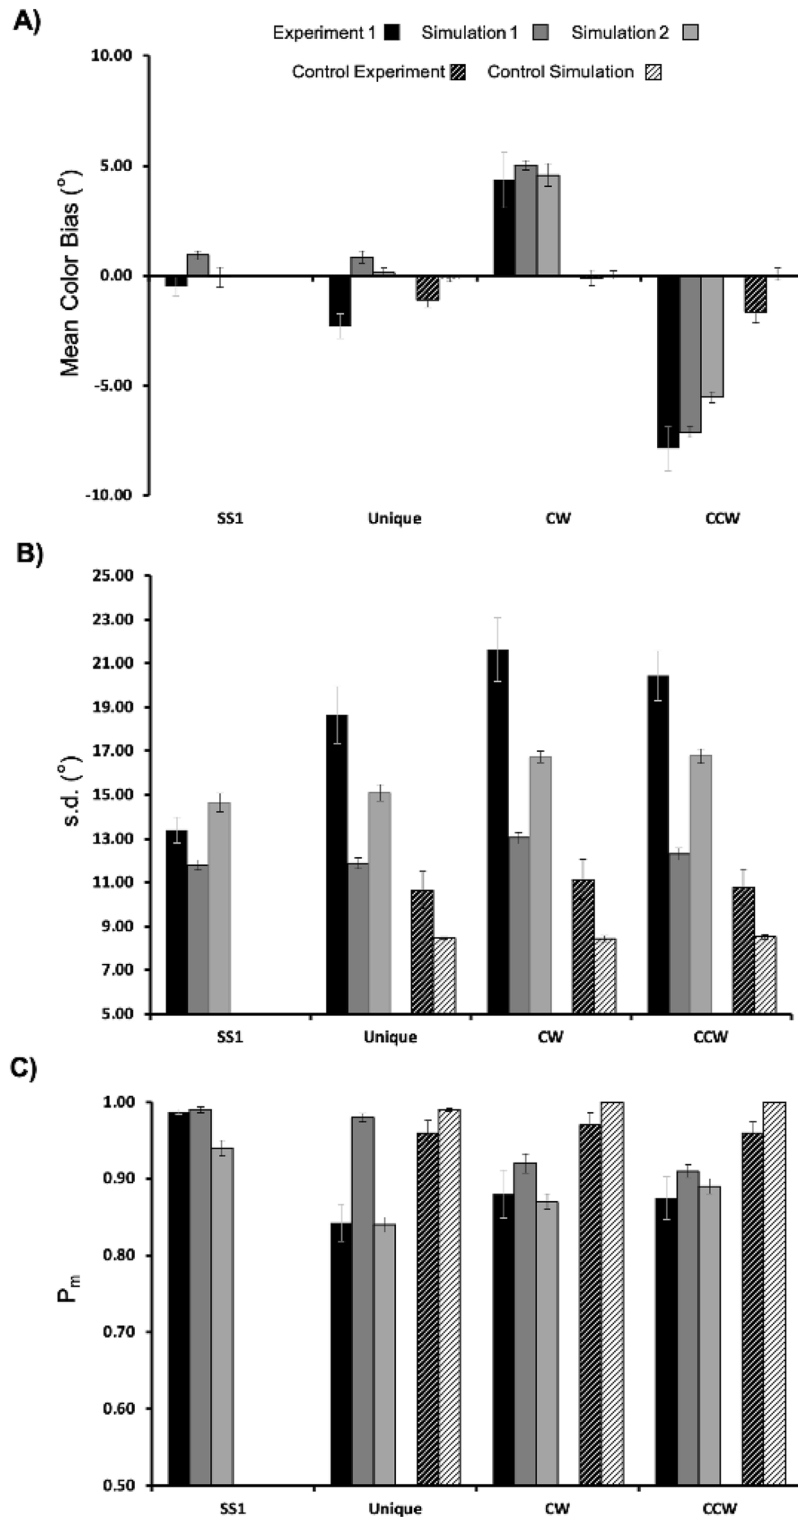 A)
Experiment 1 Simulation 1 Simulation 2
Control Experiment Control Simulation
10.00
5.00
0.00
-5.00
-10.00
Mean Color Bias (°)
SS1 Unique CW CCW
B)
25.00
23.00
21.00
19.00
17.00
15.00
13.00
11.00
9.00
7.00
5.00
s.d. (°)
SS1 Unique CW CCW
C)
1.00
0.90
0.80
0.70
0.60
0.50
Pm
SS1 Unique CW CCW